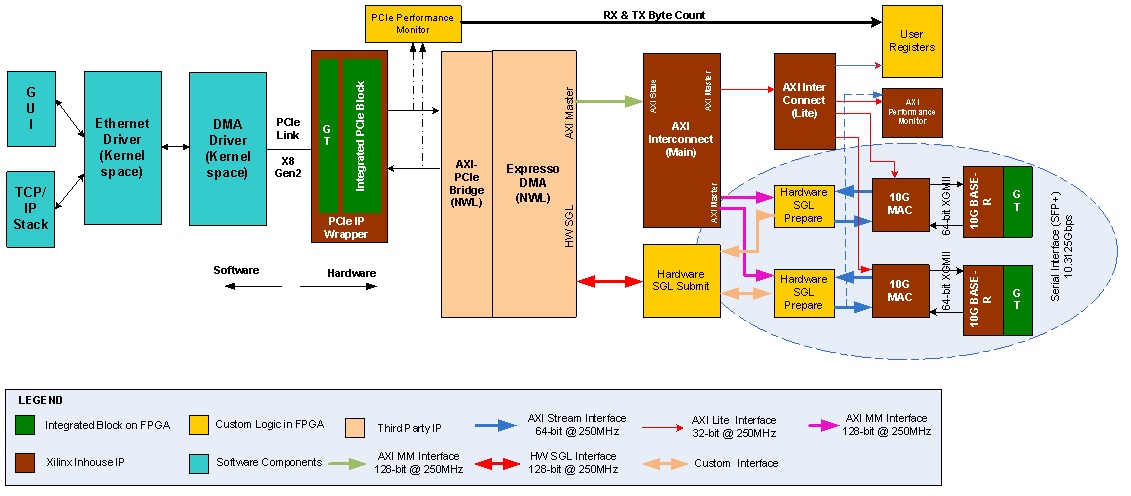 PCIe Performance
Monitor
RX & TX Byte Count
User
Registers
G
U
I
TCP/
IP
Stack
Ethernet
Driver
(Kernel
space)
DMA
Driver
(Kernel
space)
PCIe
Link
X8
Gen2
GT
Integrated PCIe Block
PCIe IP
Wrapper
AXI-
PCIe
Bridge
(NWL)
Expresso
DMA
(NWL)
AXI Master
HW SGL
AXI Slave
AXI Master
AXI
Interconnect
(Main)
AXI Master
AXI Inter
Connect
(Lite)
AXI
Performance
Monitor
Hardware
SGL
Prepare
10G
MAC
64-bit XGMII
10G BASE-
R
GT
Hardware
SGL Submit
Hardware
SGL
Prepare
10G
MAC
64-bit XGMII
10G BASE-
R
GT
Serial Interface (SFP+)
10.3125Gbps
Software
Hardware
LEGEND
Integrated Block on FPGA
Custom Logic in FPGA
Third Party IP
AXI Stream Interface
64-bit @ 250MHz
AXI Lite Interface
32-bit @ 250MHz
AXI MM Interface
128-bit @ 250MHz
Xilinx Inhouse IP
Software Components
AXI MM Interface
128-bit @ 250MHz
HW SGL Interface
128-bit @ 250MHz
Custom Interface